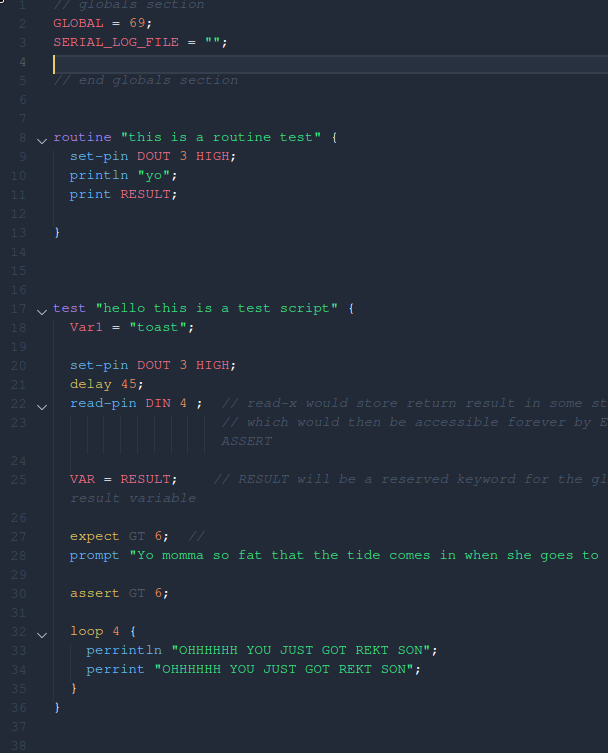 1 // globals section
2 GLOBAL = 69;
3 SERIAL_LOG_FILE = "";
4
5 // end globals section
6
7
8 routine "this is a routine test" {
9 set-pin DOUT 3 HIGH;
10 println "yo";
11 print RESULT;
12
13 }
14
15
16
17 test "hello this is a test script" {
18 Var1 = "toast";
19
20 set-pin DOUT 3 HIGH;
21 delay 45;
22 read-pin DIN 4 ; // read-x would store return result in some st
23 // which would then be accessible forever by E
ASSERT
24
25 VAR = RESULT; // RESULT will be a reserved keyword for the gl
result variable
26
27 expect GT 6; //
28 prompt "Yo momma so fat that the tide comes in when she goes to
29
30 assert GT 6;
31
32 loop 4 {
33 perrintln "OHHHHHH YOU JUST GOT REKT SON";
34 perrint "OHHHHHH YOU JUST GOT REKT SON";
35 }
36 }
37
38